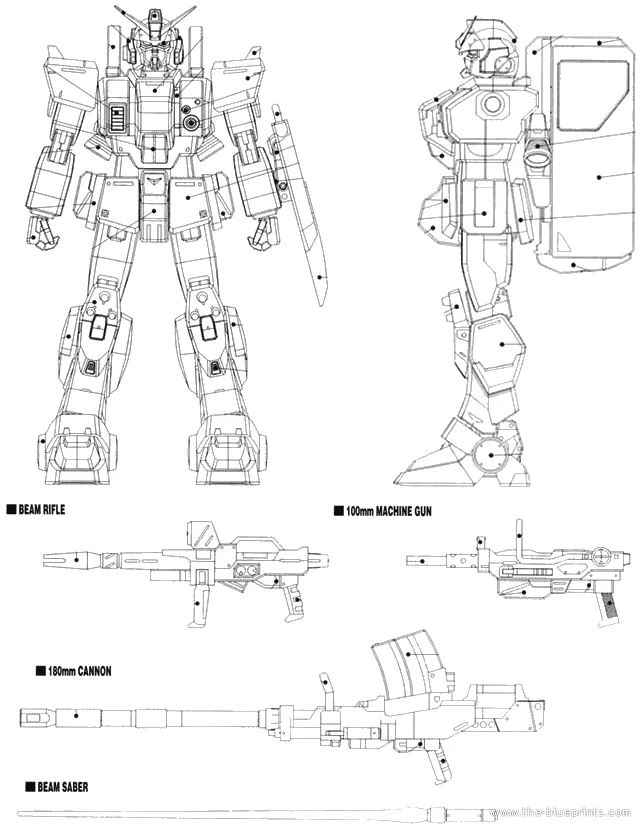 ■ BEAM RIFLE
■ 100mm MACHINE GUN
■ 180mm CANNON
■ BEAM SABER
www.the-blueprints.com